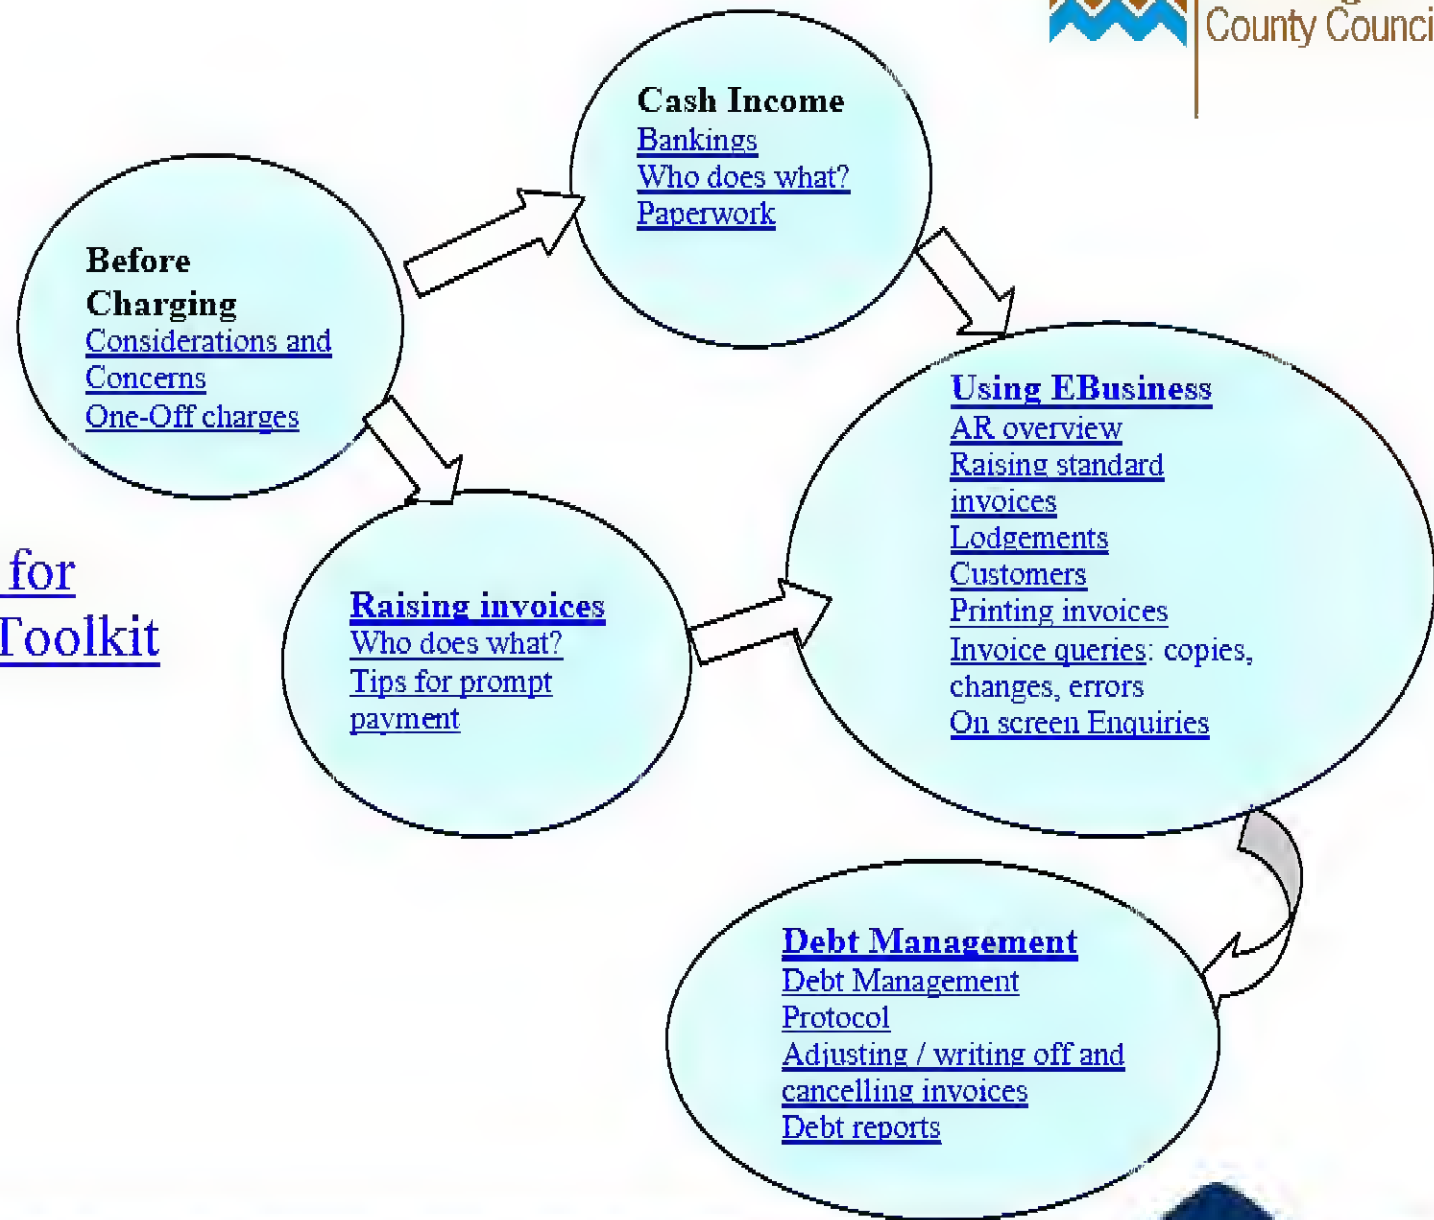 County Counci
Cash Income
Bankings
Who does what?
Paperwork
Before
Charging
Considerations and
Concerns
One-Off charges
Using EBusiness
AR overview
Raising standard
invoices
Lodgements
Customers
Printing invoices
Invoice queries: copies,
changes, errors
On screen Enquiries
for
Toolkit
Raising invoices
Who does what?
Tips for prompt
payment
Debt Management
Debt Management
Protocol
Adjusting / writing off and
cancelling invoices
Debt reports